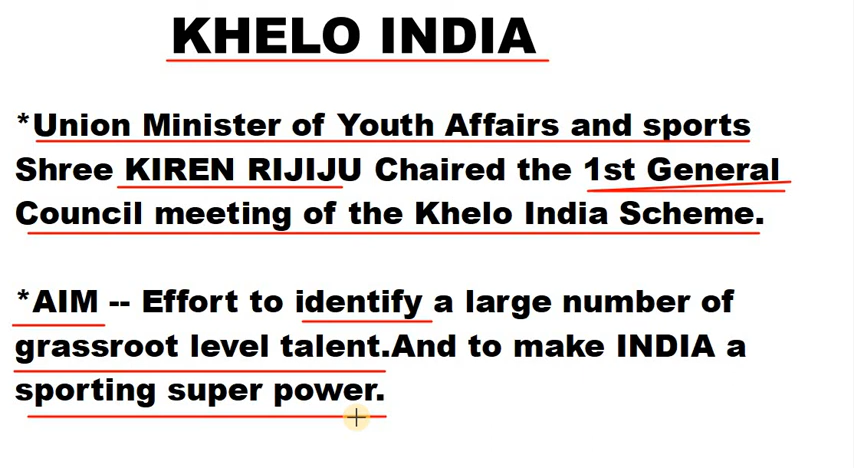 KHELO INDIA
*Union Minister of Youth Affairs and sports
Shree KIREN RIJIJU Chaired the 1st General
Council meeting of the Khelo India Scheme.
*AIM -- Effort to identify a large number of
grassroot level talent.And to make INDIA a
sporting super power.